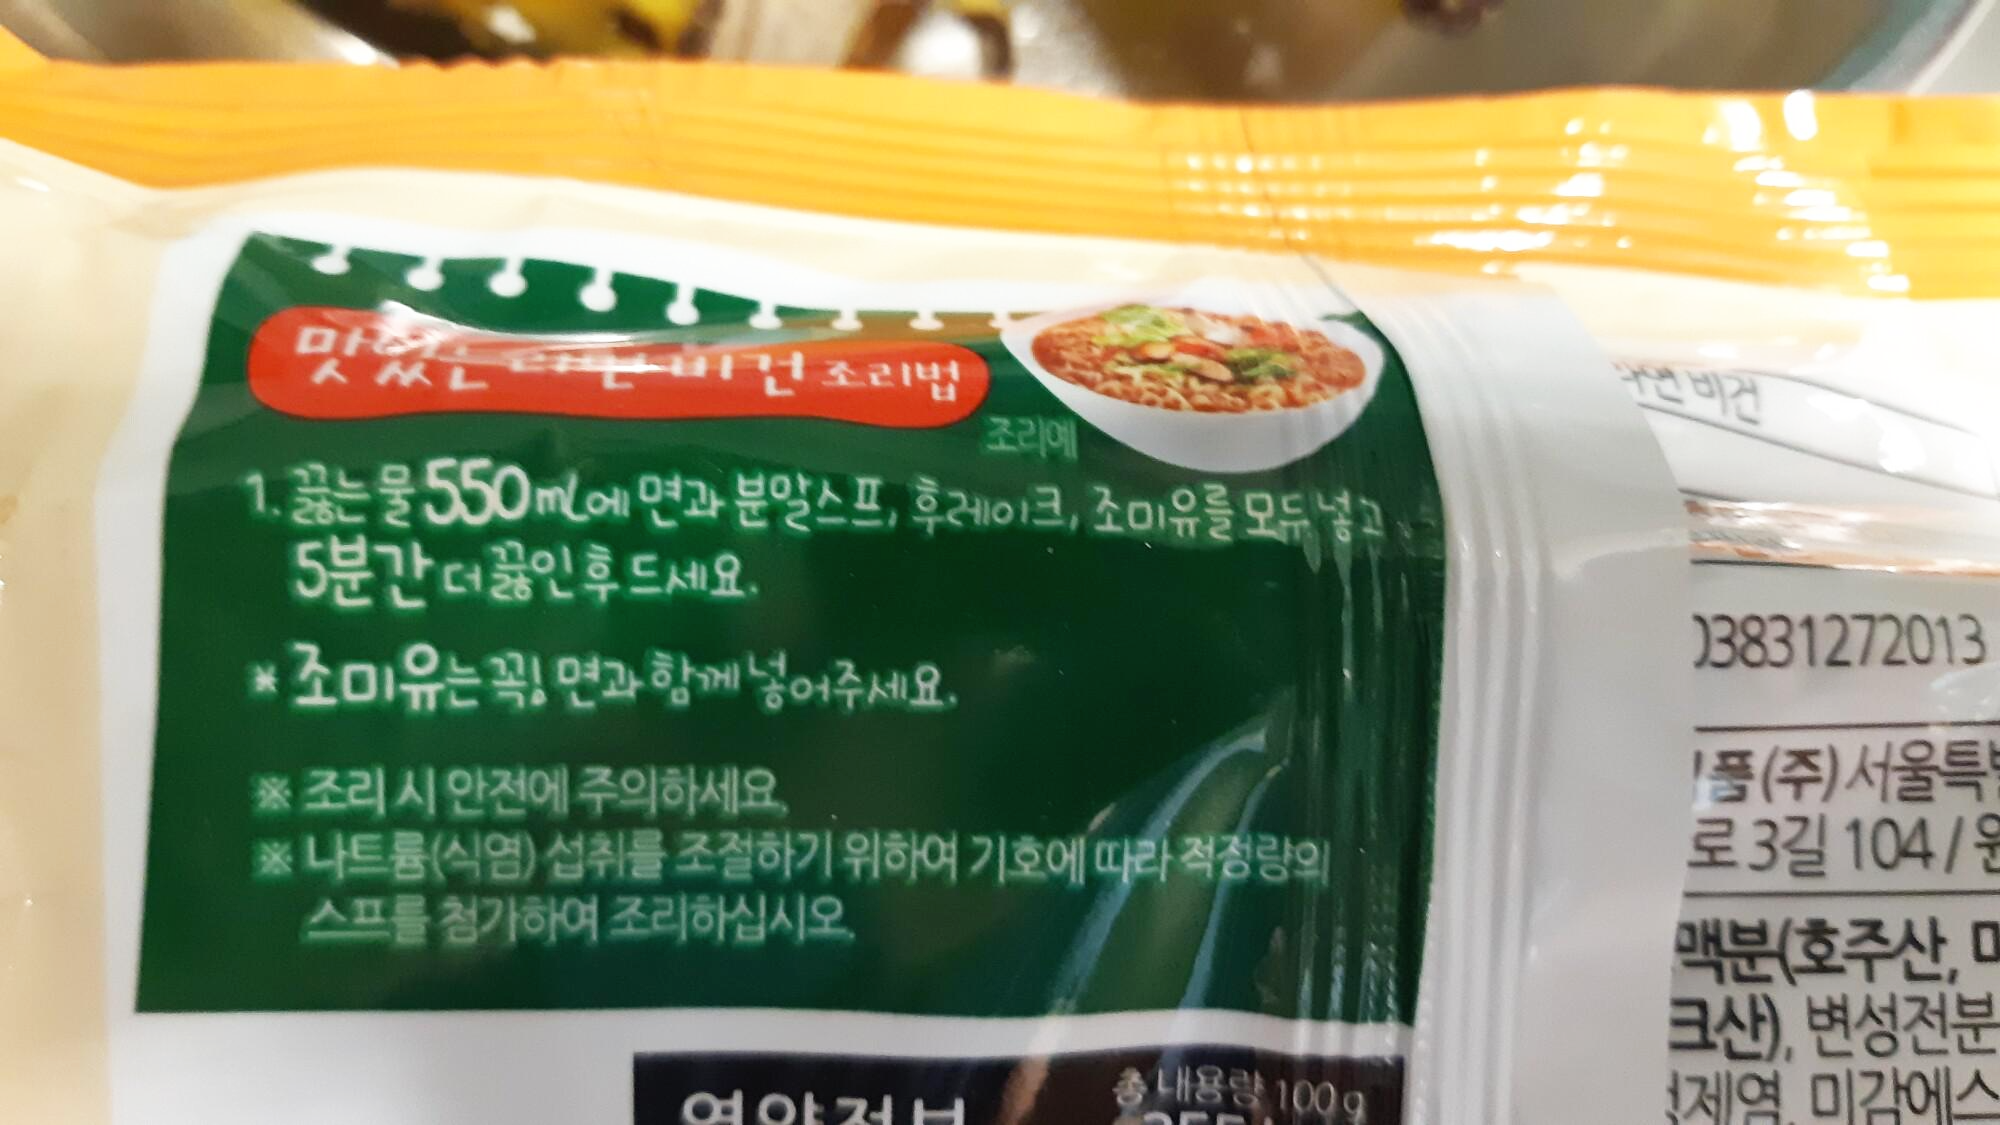 맛있는 라면 비건 조리법
조리예
1. 끓는 물 550ml에 면과 분말스프, 후레이크, 조미유를 모두 넣고
5분간 더 끓인 후 드세요.
* 조미유는 꼭! 면과 함께 넣어주세요.
※ 조리 시 안전에 주의하세요.
※ 나트륨(식염) 섭취를 조절하기 위하여 기호에 따라 적정량의
스프를 첨가하여 조리하십시오.
영양정보
총 내용량 100g
라면 비건
03831272013
품(주) 서울특별
로 3길 104 / 원
맥분(호주산, 미
크산), 변성전분
정제염, 미감에스